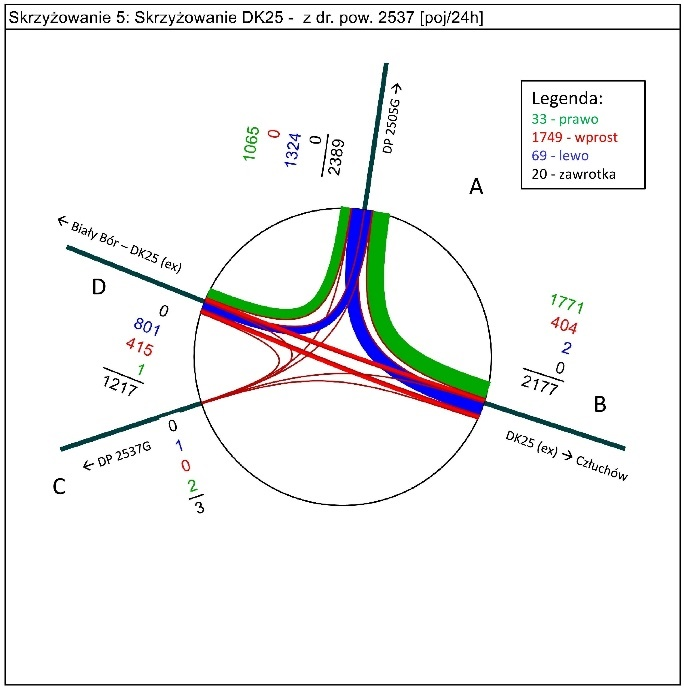 Skrzyżowanie 5: Skrzyżowanie DK25 - z dr. pow. 2537 [poj/24h]
Legenda:
33 - prawo
1749 - wprost
69 - lewo
20 - zawrotka
DP 2505G →
1065
0
1324
0
2389
A
← Biały Bór – DK25 (ex)
D
0
801
415
1
1217
1771
404
2
0
2177
B
DK25 (ex) → Człuchów
← DP 2537G
C
0
1
0
2
3